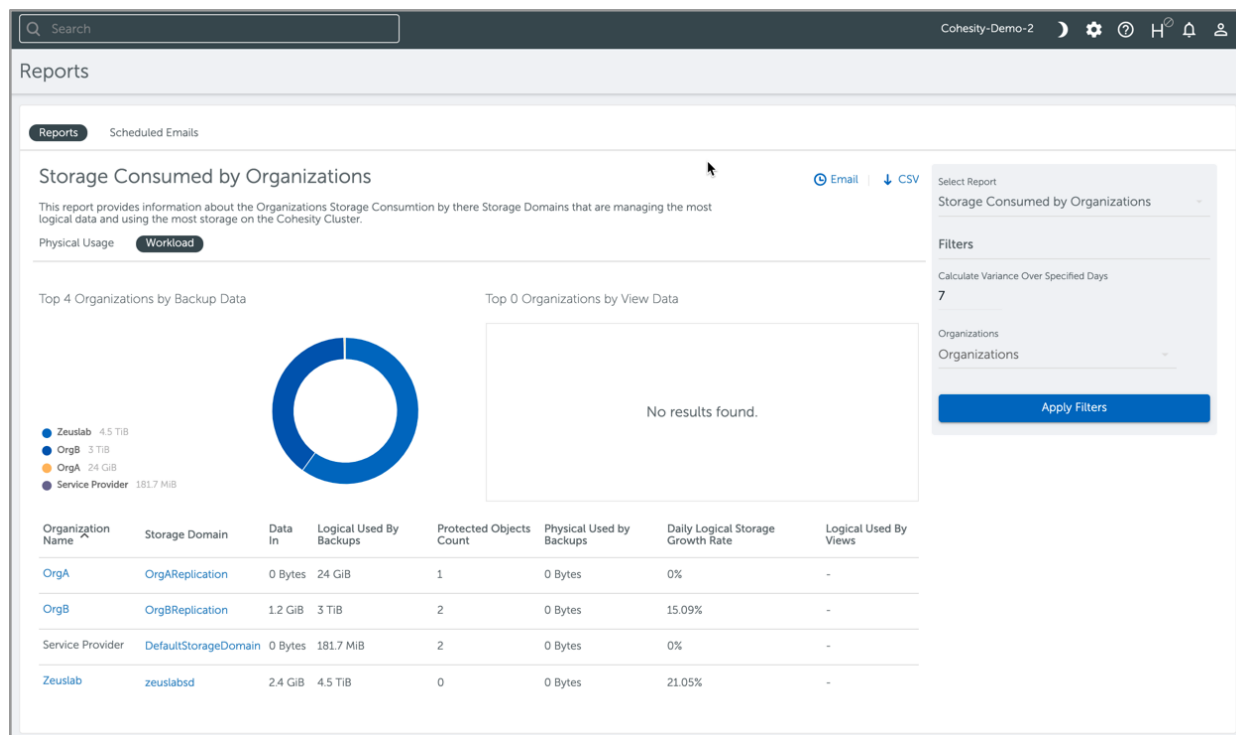 Search
Cohesity-Demo-2
H
Reports
Reports Scheduled Emails
Storage Consumed by Organizations
Email CSV
This report provides information about the Organizations Storage Consumtion by there Storage Domains that are managing the most
logical data and using the most storage on the Cohesity Cluster.
Physical Usage Workload
Select Report
Storage Consumed by Organizations
Filters
Calculate Variance Over Specified Days
7
Organizations
Organizations
Apply Filters
Top 4 Organizations by Backup Data
Zeuslab 4.5 TiB
OrgB 3 TiB
OrgA 24 GiB
Service Provider 181.7 MiB
Top 0 Organizations by View Data
No results found.
Organization Name Storage Domain Data In Logical Used By Backups Protected Objects Count Physical Used by Backups Daily Logical Storage Growth Rate Logical Used By Views
OrgA OrgAReplication 0 Bytes 24 GiB 1 0 Bytes 0% -
OrgB OrgBReplication 1.2 GiB 3 TiB 2 0 Bytes 15.09% -
Service Provider DefaultStorageDomain 0 Bytes 181.7 MiB 2 0 Bytes 0% -
Zeuslab zeuslabsd 2.4 GiB 4.5 TiB 0 0 Bytes 21.05% -